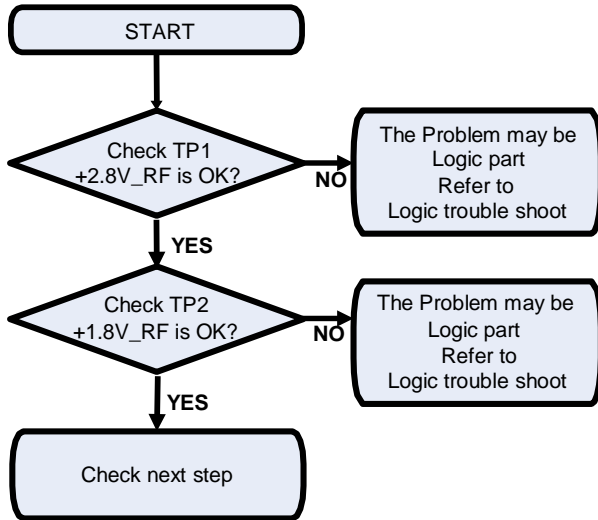 START
Check TP1
+2.8V_RF is OK?
NO
The Problem may be
Logic part
Refer to
Logic trouble shoot
YES
Check TP2
+1.8V_RF is OK?
NO
The Problem may be
Logic part
Refer to
Logic trouble shoot
YES
Check next step